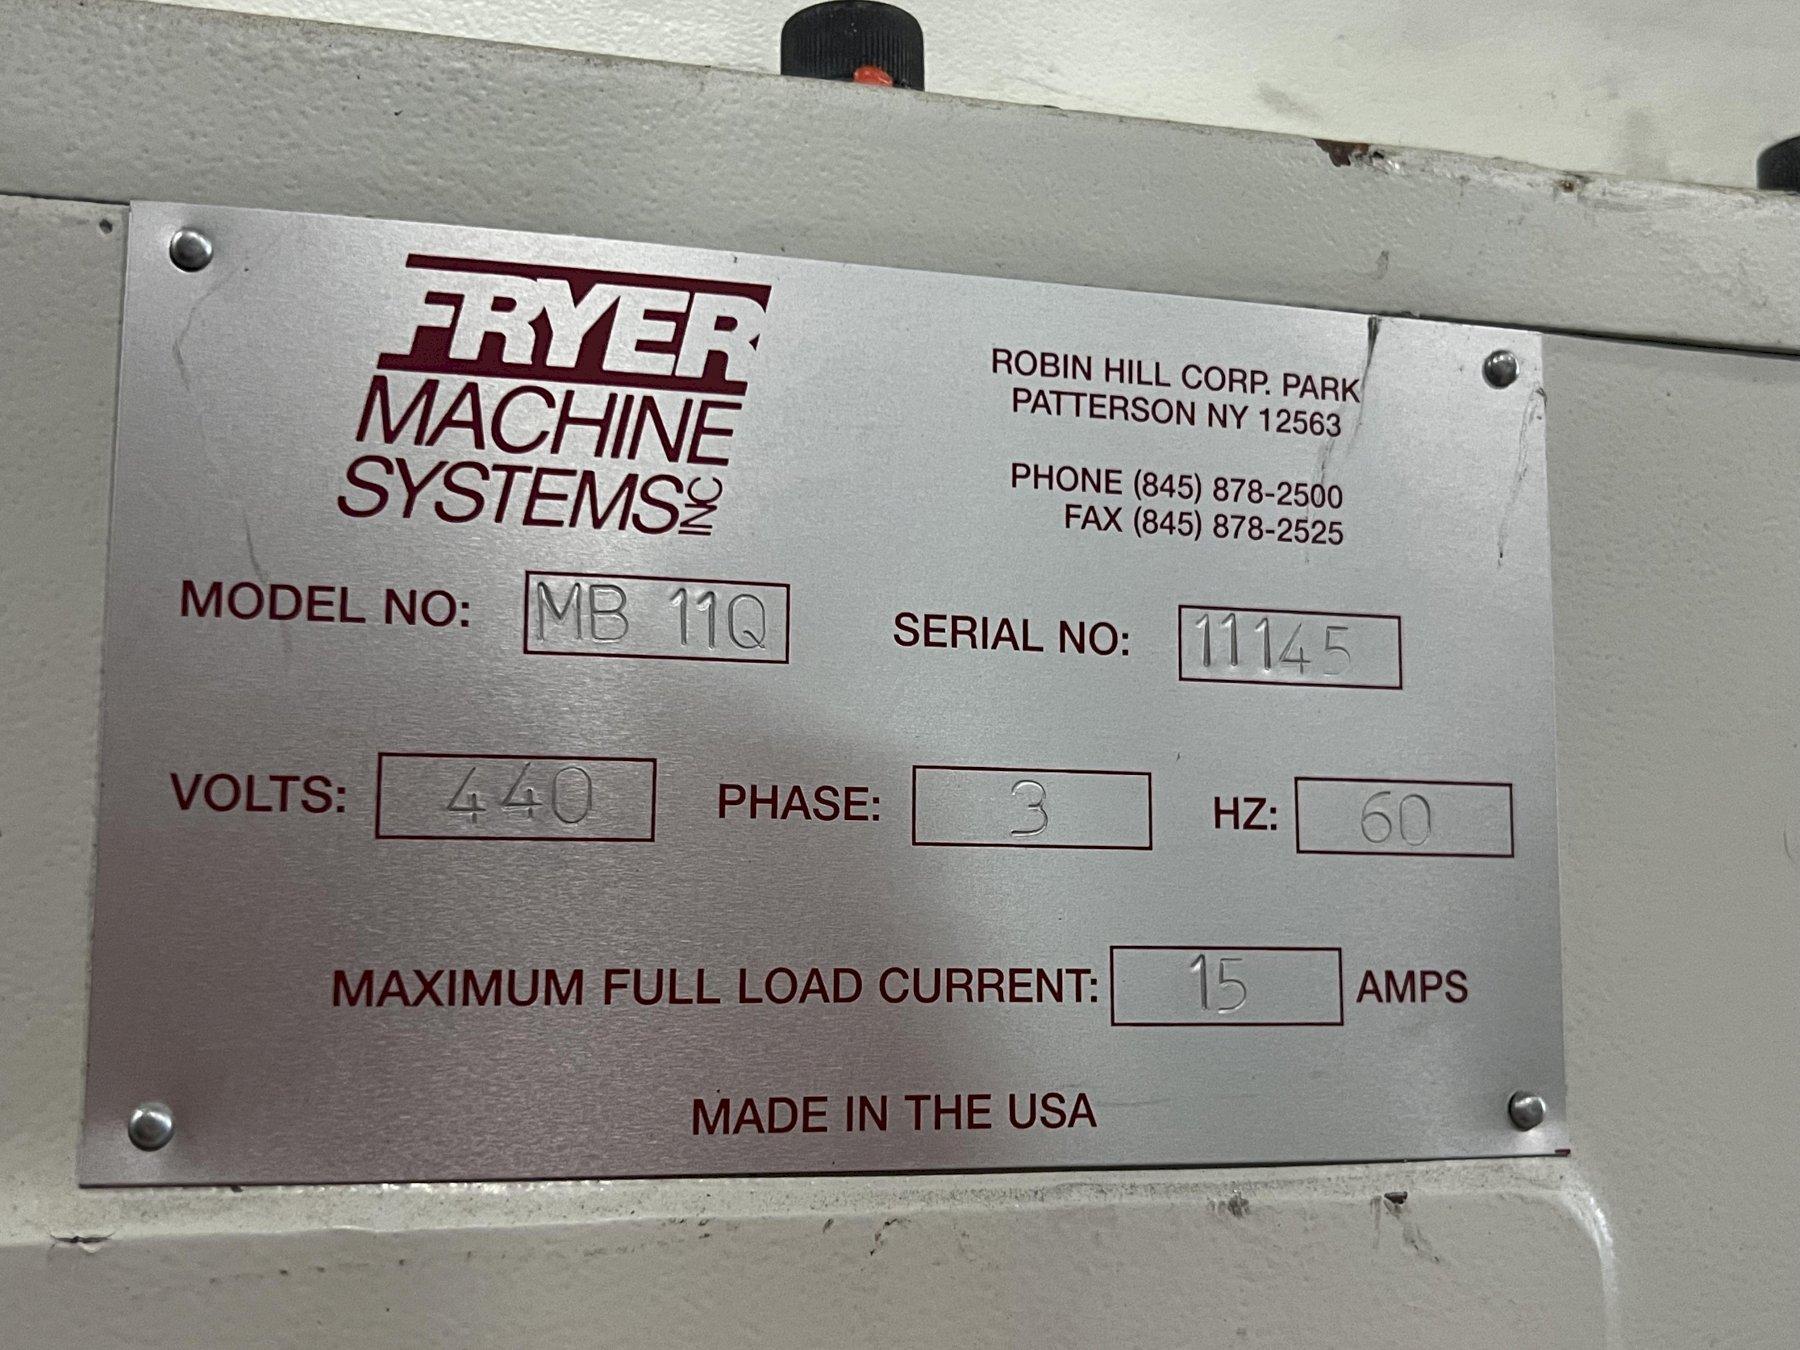 FRYER
MACHINE
SYSTEMS INC
ROBIN HILL CORP. PARK
PATTERSON NY 12563
PHONE (845) 878-2500
FAX (845) 878-2525
MODEL NO: MB 11Q SERIAL NO: 11145
VOLTS: 440 PHASE: 3 HZ: 60
MAXIMUM FULL LOAD CURRENT: 15 AMPS
MADE IN THE USA